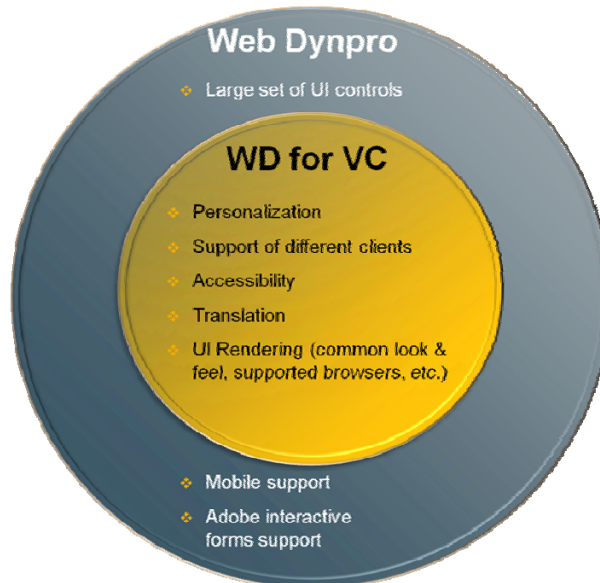 Web Dynpro
Large set of UI controls
WD for VC
Personalization
Support of different clients
Accessibility
Translation
UI Rendering (common look &
feel, supported browsers, etc.)
Mobile support
Adobe interactive
forms support